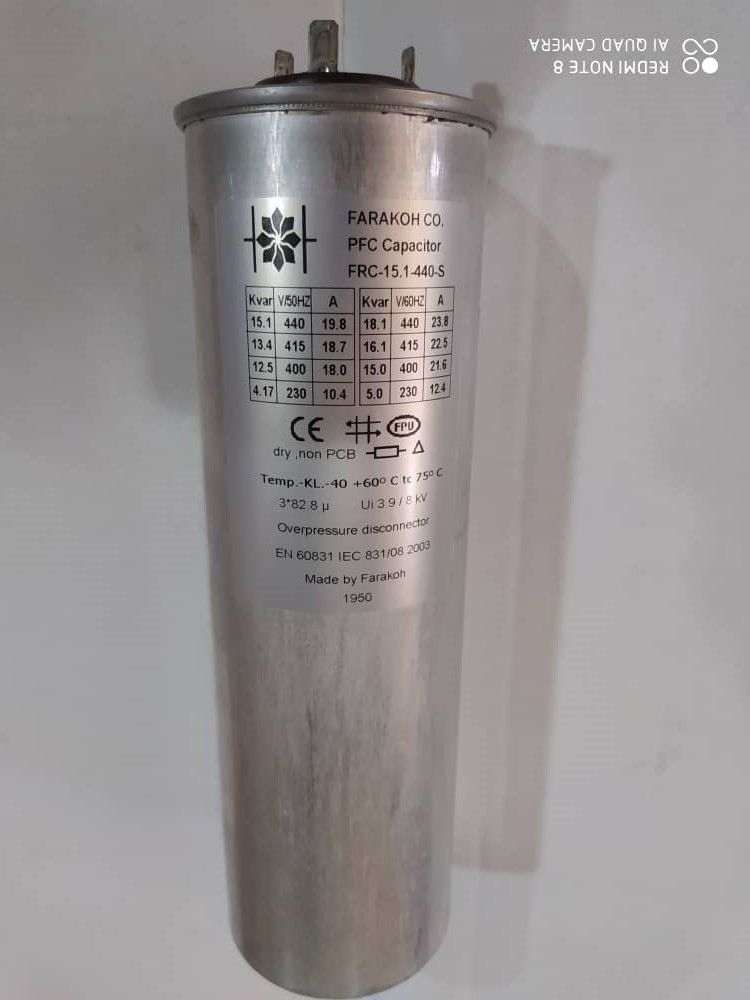 REDMI NOTE 8
AI QUAD CAMERA
FARAKOH CO.
PFC Capacitor
FRC-15.1-440-S
Kvar V/50HZ A Kvar V/60HZ A
15.1 440 19.8 18.1 440 23.8
13.4 415 18.7 16.1 415 22.5
12.5 400 18.0 15.0 400 21.6
4.17 230 10.4 5.0 230 12.4
CE FPU
dry ,non PCB
Temp.-KL.-40 +60º C to 75º C
3*82.8 µ Ui 3.9 / 8 kV
Overpressure disconnector
EN 60831 IEC 831/08.2003
Made by Farakoh
1950